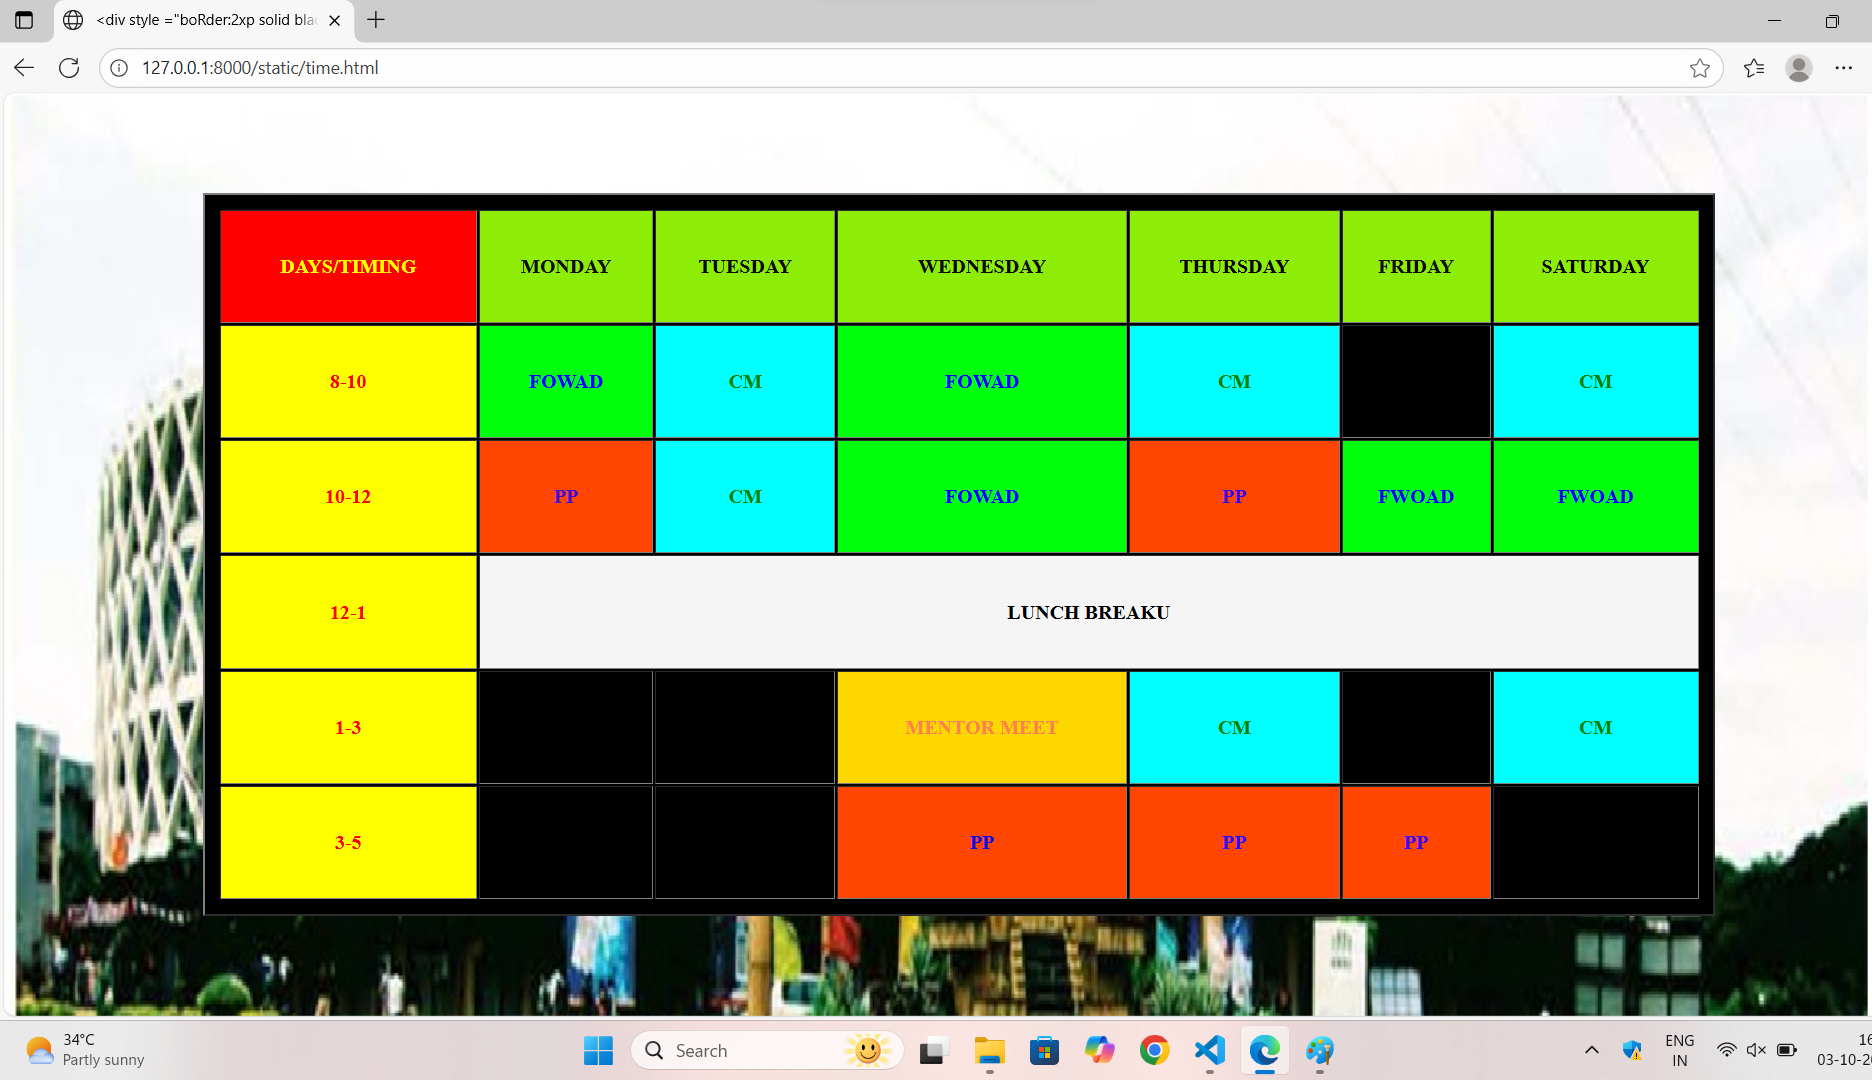 <div style ="boRder:2xp solid bla
127.0.0.1:8000/static/time.html
DAYS/TIMING MONDAY TUESDAY WEDNESDAY THURSDAY FRIDAY SATURDAY
8-10 FOWAD CM FOWAD CM CM
10-12 PP CM FOWAD PP FWOAD FWOAD
12-1 LUNCH BREAKU
1-3 MENTOR MEET CM CM
3-5 PP PP PP
34°C
Partly sunny
Search
ENG
IN
16
03-10-20